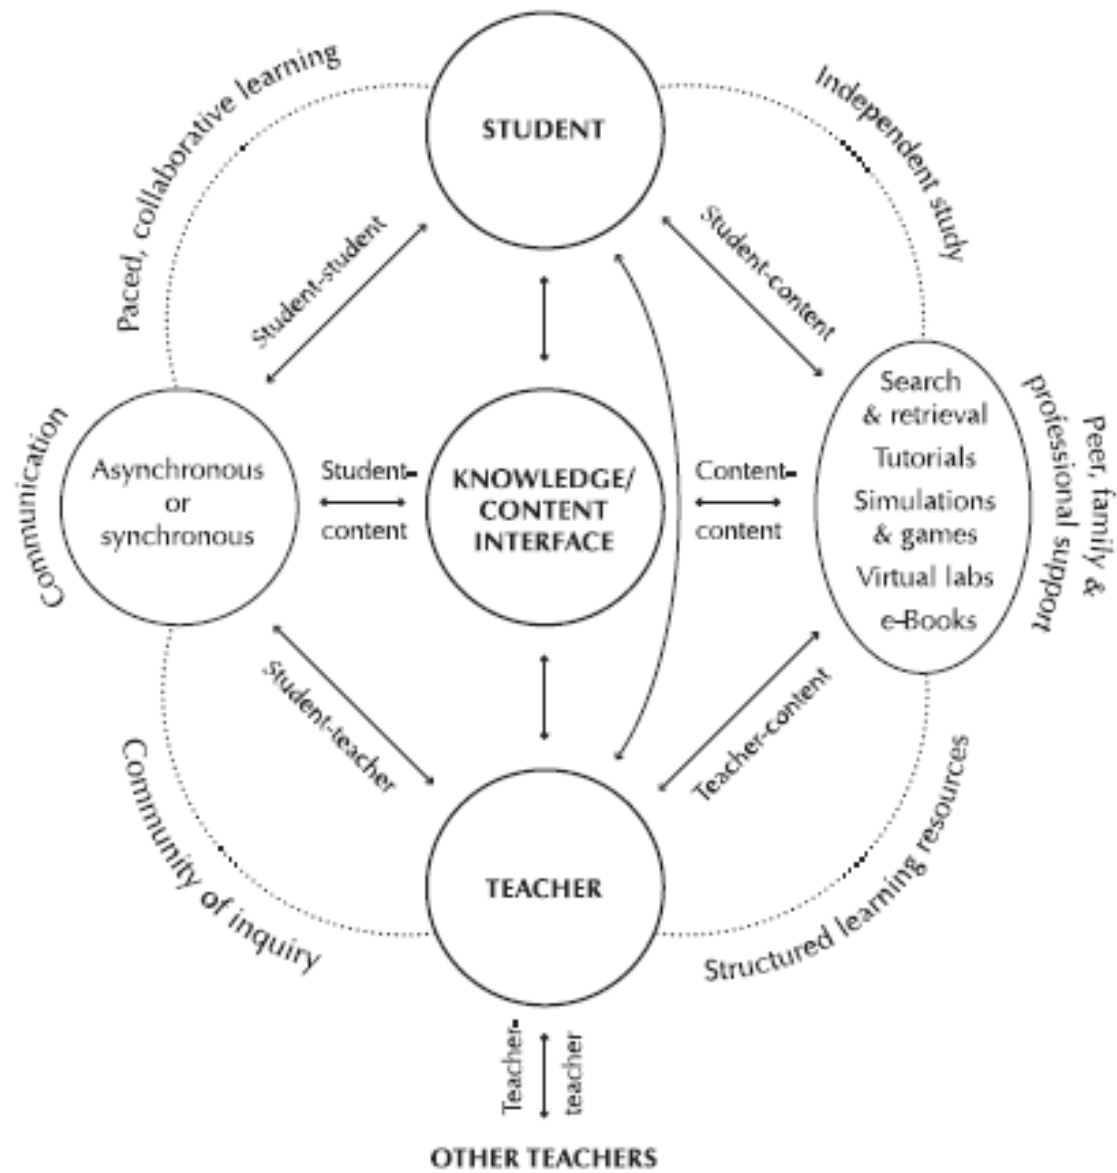 STUDENT
Paced, collaborative learning
Independent study
Student-student
Student-content
Communication
Asynchronous
or
synchronous
Student-
content
KNOWLEDGE/
CONTENT
INTERFACE
Content-
content
Search
& retrieval
Tutorials
Simulations
& games
Virtual labs
e-Books
Peer, family &
professional support
Student-teacher
Teacher-content
Community of inquiry
TEACHER
Structured learning resources
Teacher-
teacher
OTHER TEACHERS